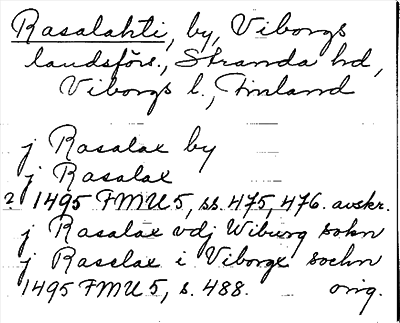 Rasalahti, by, Viborgs
landsförs., Stranda hd,
Viborgs l., Finland
j Rasalax by
j Rasalax
? 1495 FMU 5, ss. 475, 476. avskr.
j Rasalax vdj Wiburg sokn
j Raselax i Viborgx sochn
1495 FMU 5, s. 488. orig.